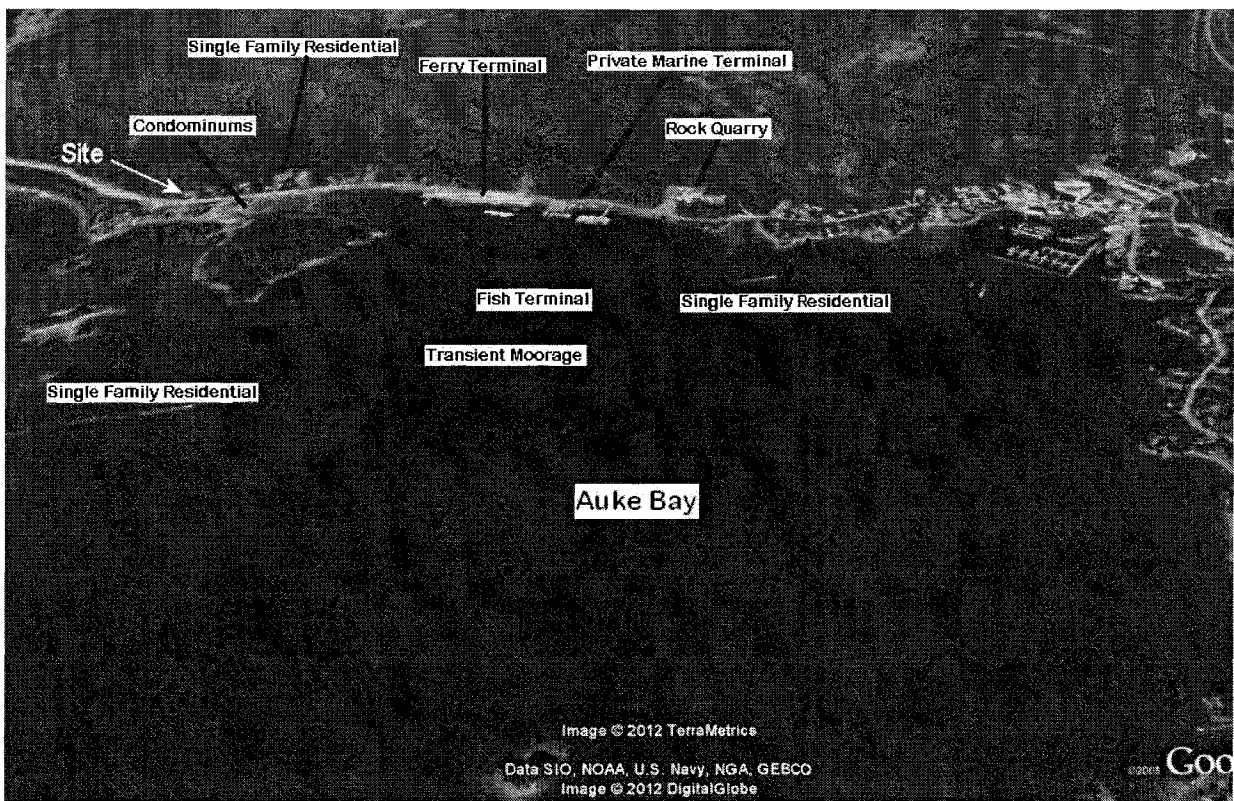 Single Family Residential
Ferry Terminal
Private Marine Terminal
Condominums
Rock Quarry
Site
Fish Terminal
Single Family Residential
Transient Moorage
Single Family Residential
Auke Bay
Image © 2012 TerraMetrics
Data SIO, NOAA, U.S. Navy, NGA, GEBCO
Image © 2012 DigitalGlobe
Goo